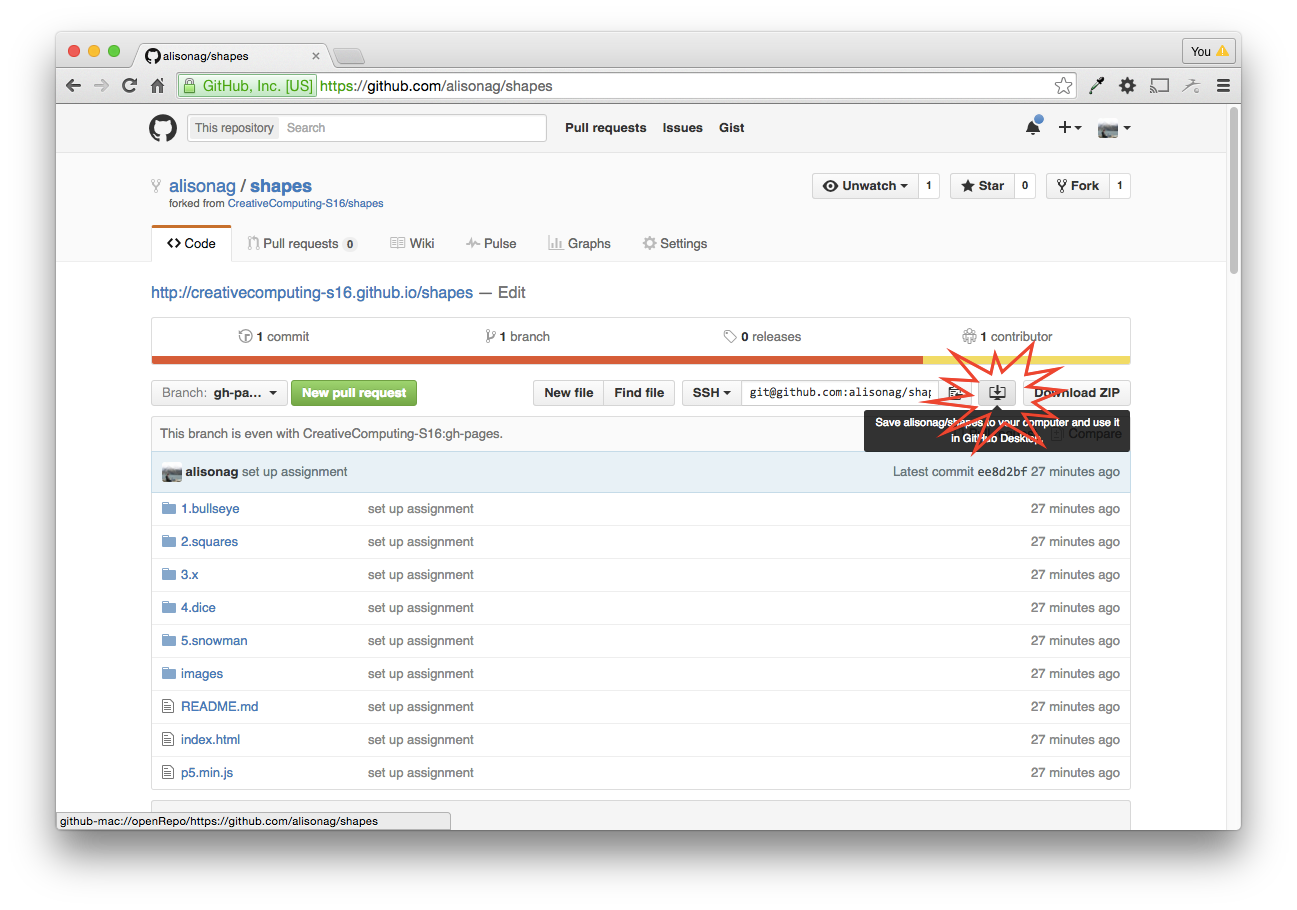 alisonag/shapes
You
GitHub, Inc. [US] https://github.com/alisonag/shapes
This repository Search Pull requests Issues Gist
alisonag / shapes
Unwatch 1 Star 0 Fork 1
forked from CreativeComputing-S16/shapes
Code Pull requests 0 Wiki Pulse Graphs Settings
http://creativecomputing-s16.github.io/shapes — Edit
1 commit 1 branch 0 releases 1 contributor
Branch: gh-pa... New pull request New file Find file SSH git@github.com:alisonag/shap Download ZIP
Save alisonag/shapes to your computer and use it
in GitHub Desktop.
This branch is even with CreativeComputing-S16:gh-pages. Compare
alisonag set up assignment Latest commit ee8d2bf 27 minutes ago
1.bullseye set up assignment 27 minutes ago
2.squares set up assignment 27 minutes ago
3.x set up assignment 27 minutes ago
4.dice set up assignment 27 minutes ago
5.snowman set up assignment 27 minutes ago
images set up assignment 27 minutes ago
README.md set up assignment 27 minutes ago
index.html set up assignment 27 minutes ago
p5.min.js set up assignment 27 minutes ago
github-mac://openRepo/https://github.com/alisonag/shapes